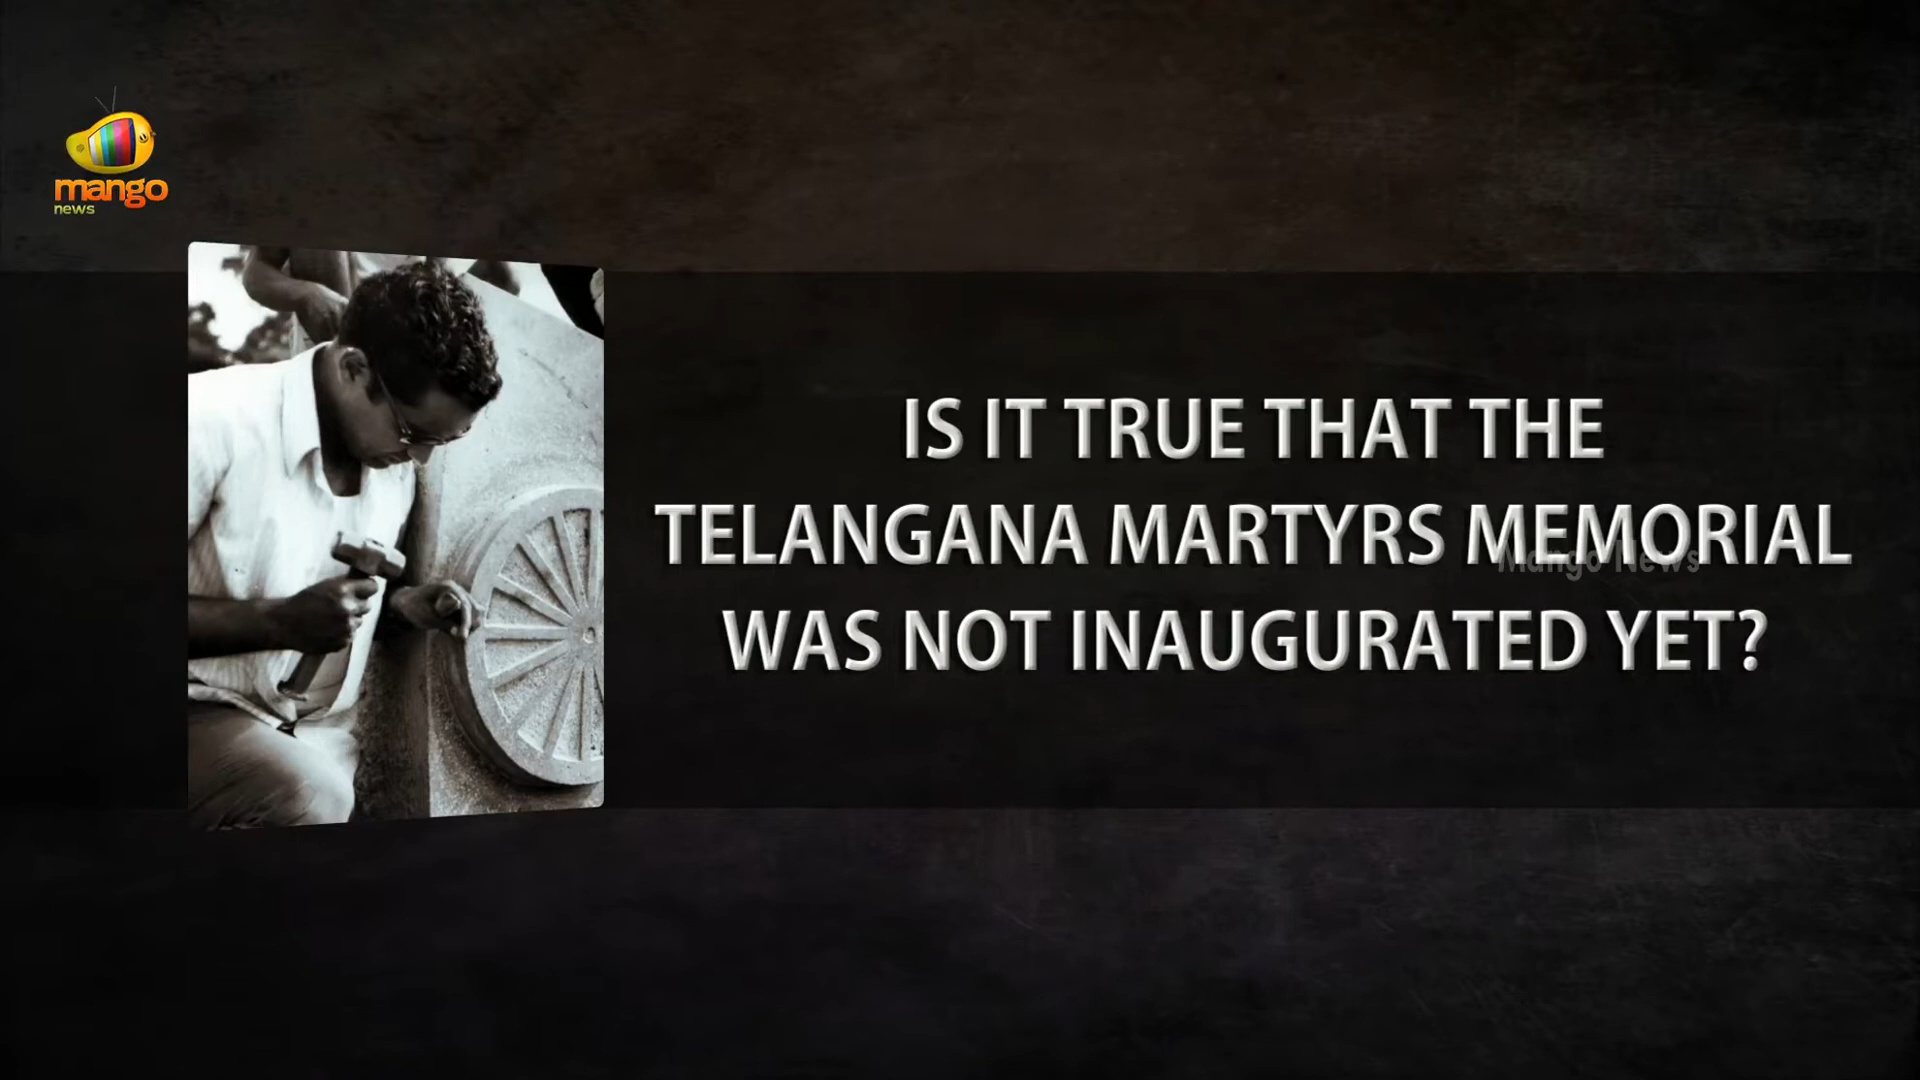 mango
news
IS IT TRUE THAT THE
TELANGANA MARTYRS MEMORIAL
Mango News
WAS NOT INAUGURATED YET?